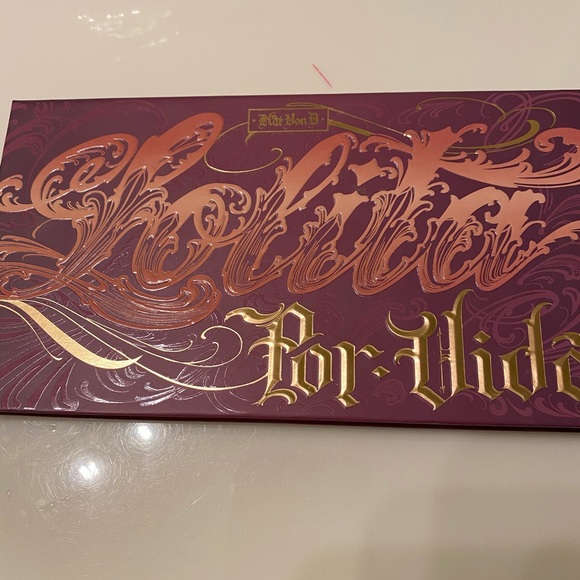 Kat Von D
Lolita
Por·Vida